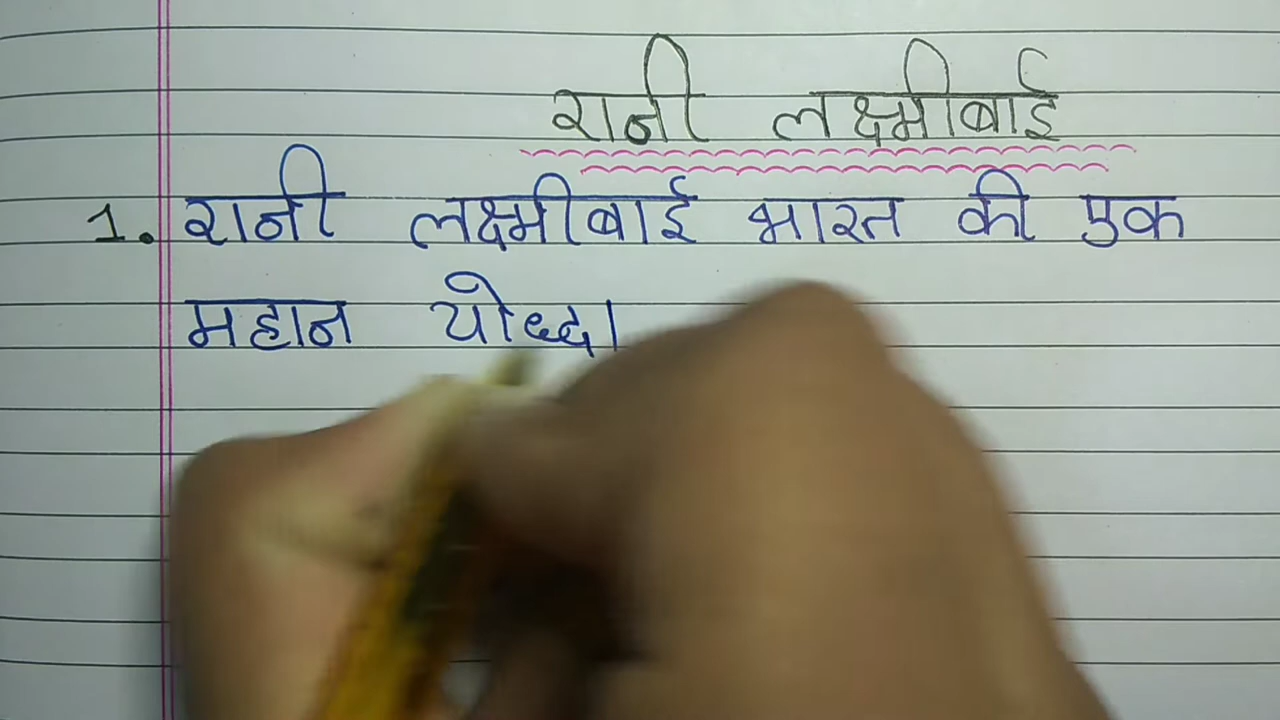 रानी लक्ष्मीबाई
1. रानी लक्ष्मीबाई भारत की एक
महान योध्दा